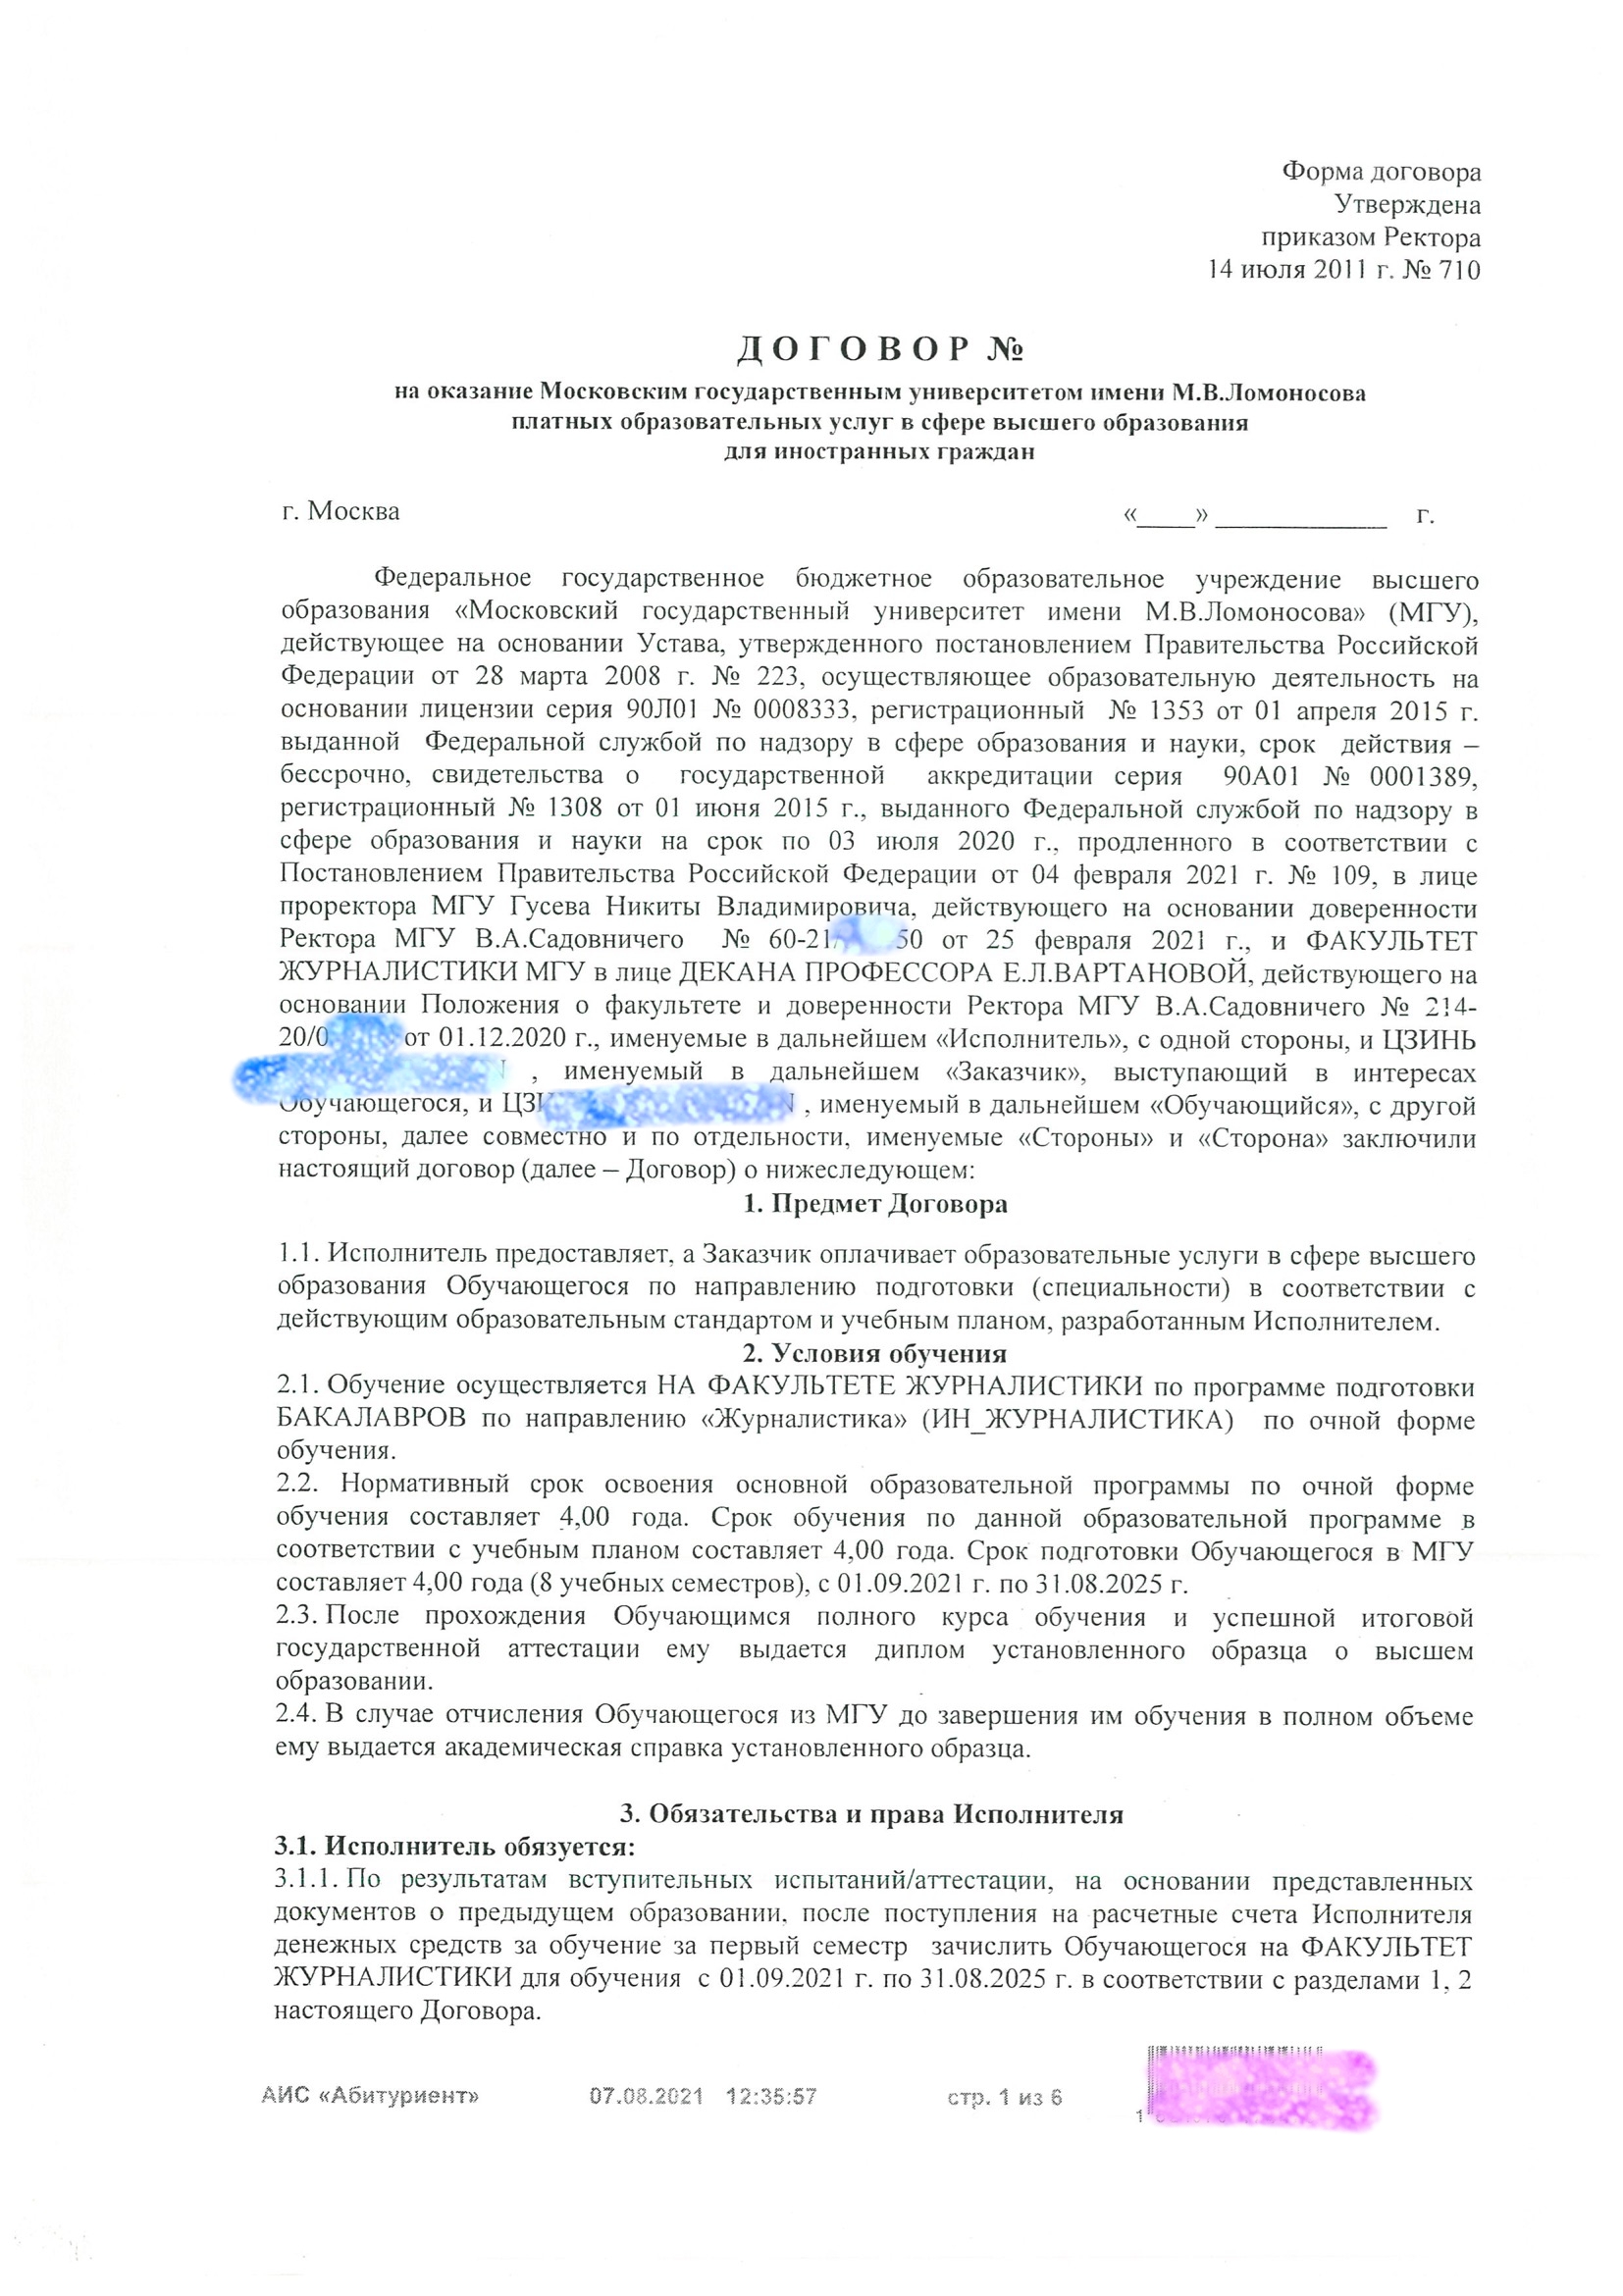 Форма договора
Утверждена
приказом Ректора
14 июля 2011 г. № 710
Д О Г О В О Р №
на оказание Московским государственным университетом имени М.В.Ломоносова
платных образовательных услуг в сфере высшего образования
для иностранных граждан
г. Москва «____» ____________ г.
Федеральное государственное бюджетное образовательное учреждение высшего
образования «Московский государственный университет имени М.В.Ломоносова» (МГУ),
действующее на основании Устава, утвержденного постановлением Правительства Российской
Федерации от 28 марта 2008 г. № 223, осуществляющее образовательную деятельность на
основании лицензии серия 90Л01 № 0008333, регистрационный № 1353 от 01 апреля 2015 г.
выданной Федеральной службой по надзору в сфере образования и науки, срок действия –
бессрочно, свидетельства о государственной аккредитации серия 90А01 № 0001389,
регистрационный № 1308 от 01 июня 2015 г., выданного Федеральной службой по надзору в
сфере образования и науки на срок по 03 июля 2020 г., продленного в соответствии с
Постановлением Правительства Российской Федерации от 04 февраля 2021 г. № 109, в лице
проректора МГУ Гусева Никиты Владимировича, действующего на основании доверенности
Ректора МГУ В.А.Садовничего № 60-21/ 50 от 25 февраля 2021 г., и ФАКУЛЬТЕТ
ЖУРНАЛИСТИКИ МГУ в лице ДЕКАНА ПРОФЕССОРА Е.Л.ВАРТАНОВОЙ, действующего на
основании Положения о факультете и доверенности Ректора МГУ В.А.Садовничего № 214-
20/0 от 01.12.2020 г., именуемые в дальнейшем «Исполнитель», с одной стороны, и ЦЗИНЬ
, именуемый в дальнейшем «Заказчик», выступающий в интересах
Обучающегося, и , именуемый в дальнейшем «Обучающийся», с другой
стороны, далее совместно и по отдельности, именуемые «Стороны» и «Сторона» заключили
настоящий договор (далее – Договор) о нижеследующем:
1. Предмет Договора
1.1. Исполнитель предоставляет, а Заказчик оплачивает образовательные услуги в сфере высшего
образования Обучающегося по направлению подготовки (специальности) в соответствии с
действующим образовательным стандартом и учебным планом, разработанным Исполнителем.
2. Условия обучения
2.1. Обучение осуществляется НА ФАКУЛЬТЕТЕ ЖУРНАЛИСТИКИ по программе подготовки
БАКАЛАВРОВ по направлению «Журналистика» (ИН_ЖУРНАЛИСТИКА) по очной форме
обучения.
2.2. Нормативный срок освоения основной образовательной программы по очной форме
обучения составляет 4,00 года. Срок обучения по данной образовательной программе в
соответствии с учебным планом составляет 4,00 года. Срок подготовки Обучающегося в МГУ
составляет 4,00 года (8 учебных семестров), с 01.09.2021 г. по 31.08.2025 г.
2.3. После прохождения Обучающимся полного курса обучения и успешной итоговой
государственной аттестации ему выдается диплом установленного образца о высшем
образовании.
2.4. В случае отчисления Обучающегося из МГУ до завершения им обучения в полном объеме
ему выдается академическая справка установленного образца.
3. Обязательства и права Исполнителя
3.1. Исполнитель обязуется:
3.1.1. По результатам вступительных испытаний/аттестации, на основании представленных
документов о предыдущем образовании, после поступления на расчетные счета Исполнителя
денежных средств за обучение за первый семестр зачислить Обучающегося на ФАКУЛЬТЕТ
ЖУРНАЛИСТИКИ для обучения с 01.09.2021 г. по 31.08.2025 г. в соответствии с разделами 1, 2
настоящего Договора.
АИС «Абитуриент» 07.08.2021 12:35:57 стр. 1 из 6